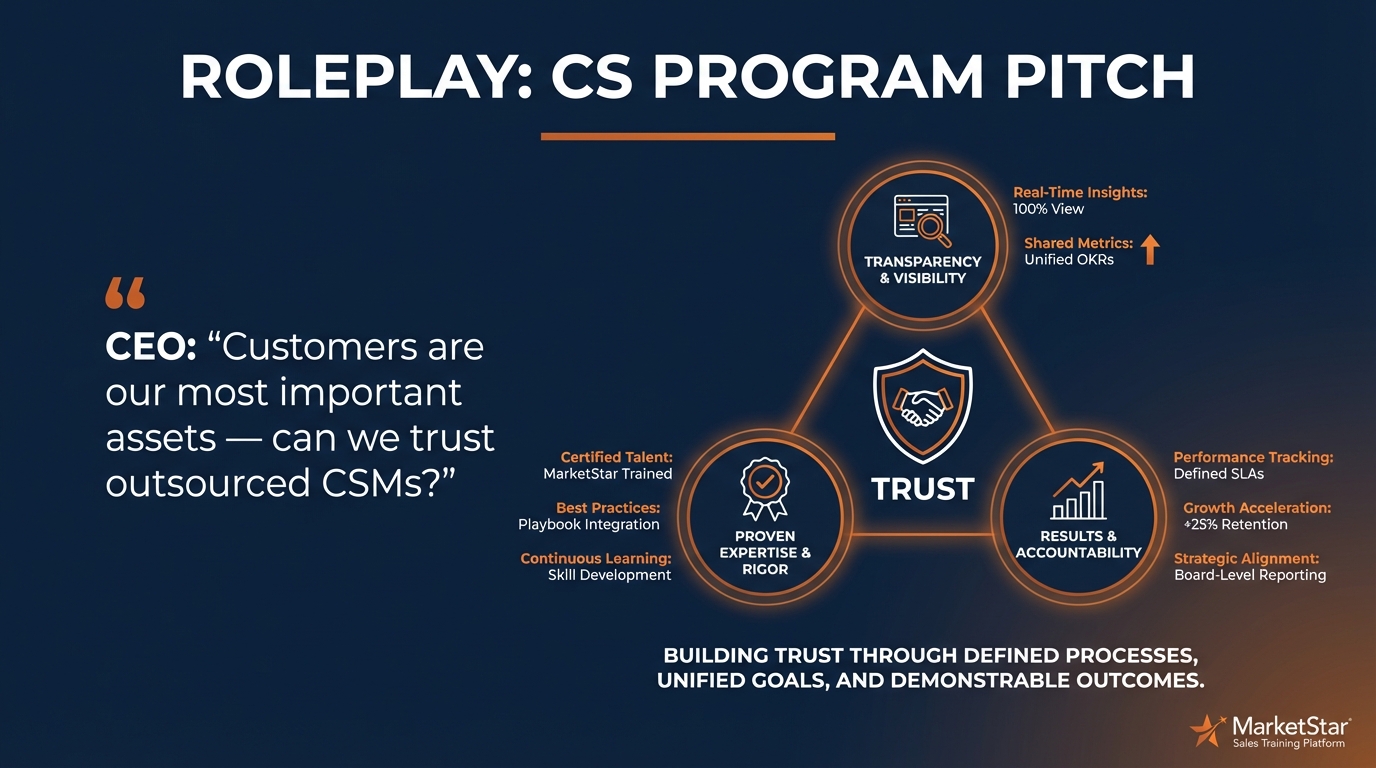 ROLEPLAY: CS PROGRAM PITCH
“
CEO: “Customers are
our most important
assets — can we trust
outsourced CSMs?”
TRANSPARENCY
& VISIBILITY
Real-Time Insights:
100% View
Shared Metrics:
Unified OKRs
TRUST
Certified Talent:
MarketStar Trained
Best Practices:
Playbook Integration
Continuous Learning:
Sklll Development
PROVEN
EXPERTISE &
RIGOR
RESULTS &
ACCOUNTABILITY
Performance Tracking:
Defined SLAs
Growth Acceleration:
+25% Retention
Strategic Alignment:
Board-Level Reporting
BUILDING TRUST THROUGH DEFINED PROCESSES,
UNIFIED GOALS, AND DEMONSTRABLE OUTCOMES.
MarketStar
Sales Training Platform